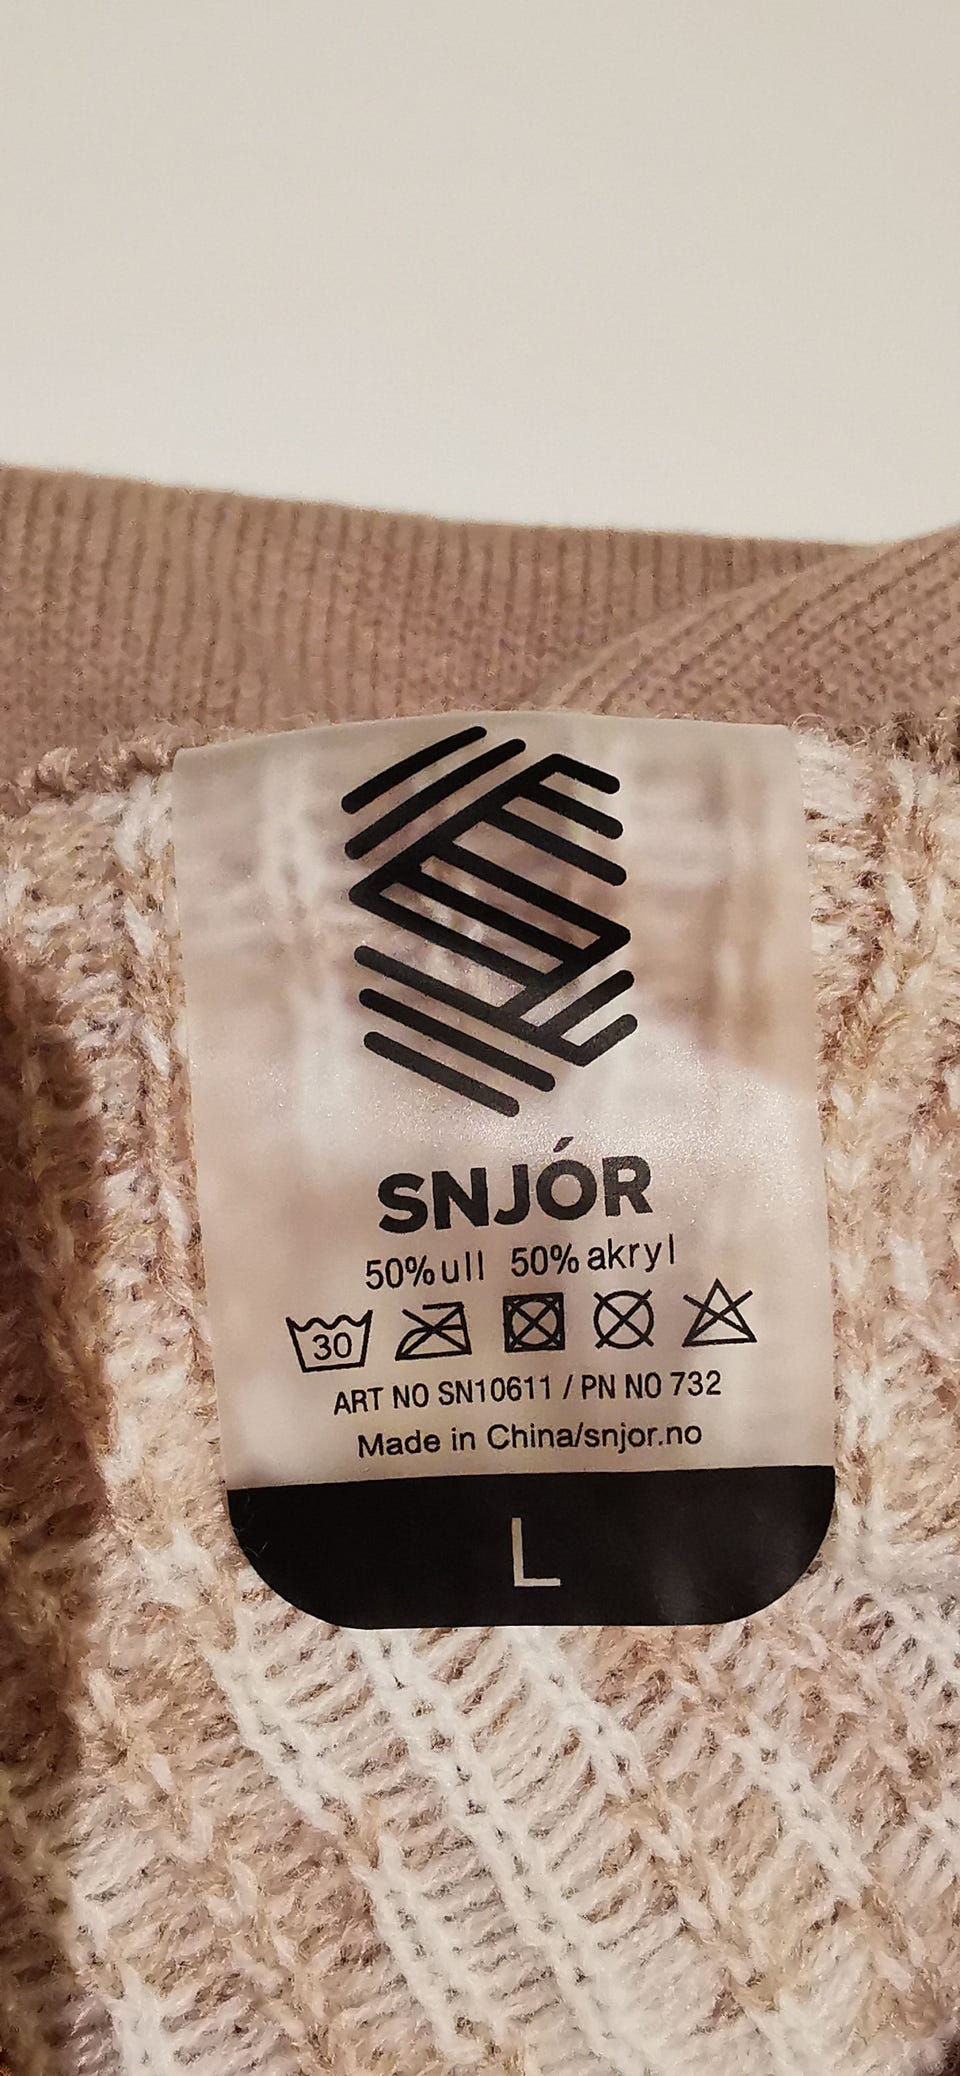 SNJÓR
50% ull 50% akryl
30
ART NO SN10611 / PN NO 732
Made in China/snjor.no
L